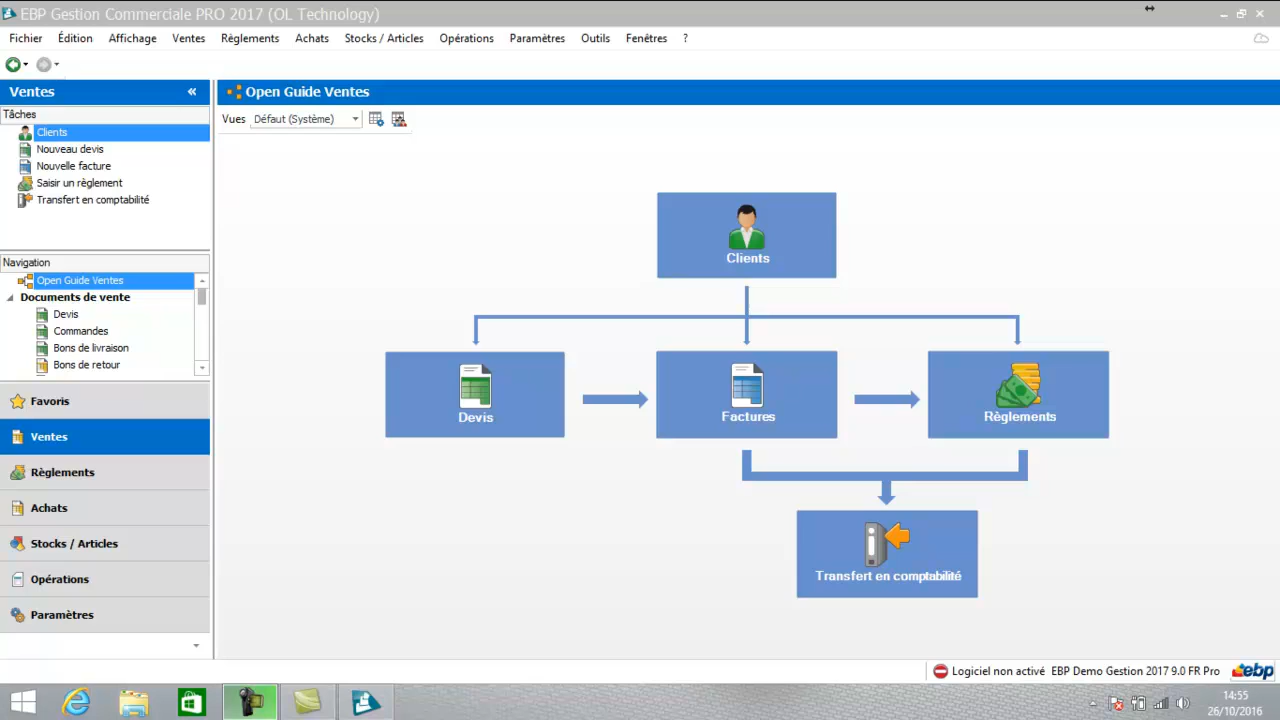 EBP Gestion Commerciale PRO 2017 (OL Technology)
Fichier Édition Affichage Ventes Règlements Achats Stocks / Articles Opérations Paramètres Outils Fenêtres ?
Ventes «
Tâches
Clients
Nouveau devis
Nouvelle facture
Saisir un règlement
Transfert en comptabilité
Navigation
Open Guide Ventes
Documents de vente
Devis
Commandes
Bons de livraison
Bons de retour
Favoris
Ventes
Règlements
Achats
Stocks / Articles
Opérations
Paramètres
Open Guide Ventes
Vues Défaut (Système)
Clients
Devis
Factures
Règlements
Transfert en comptabilité
Logiciel non activé EBP Demo Gestion 2017 9.0 FR Pro ebp
14:55
26/10/2016